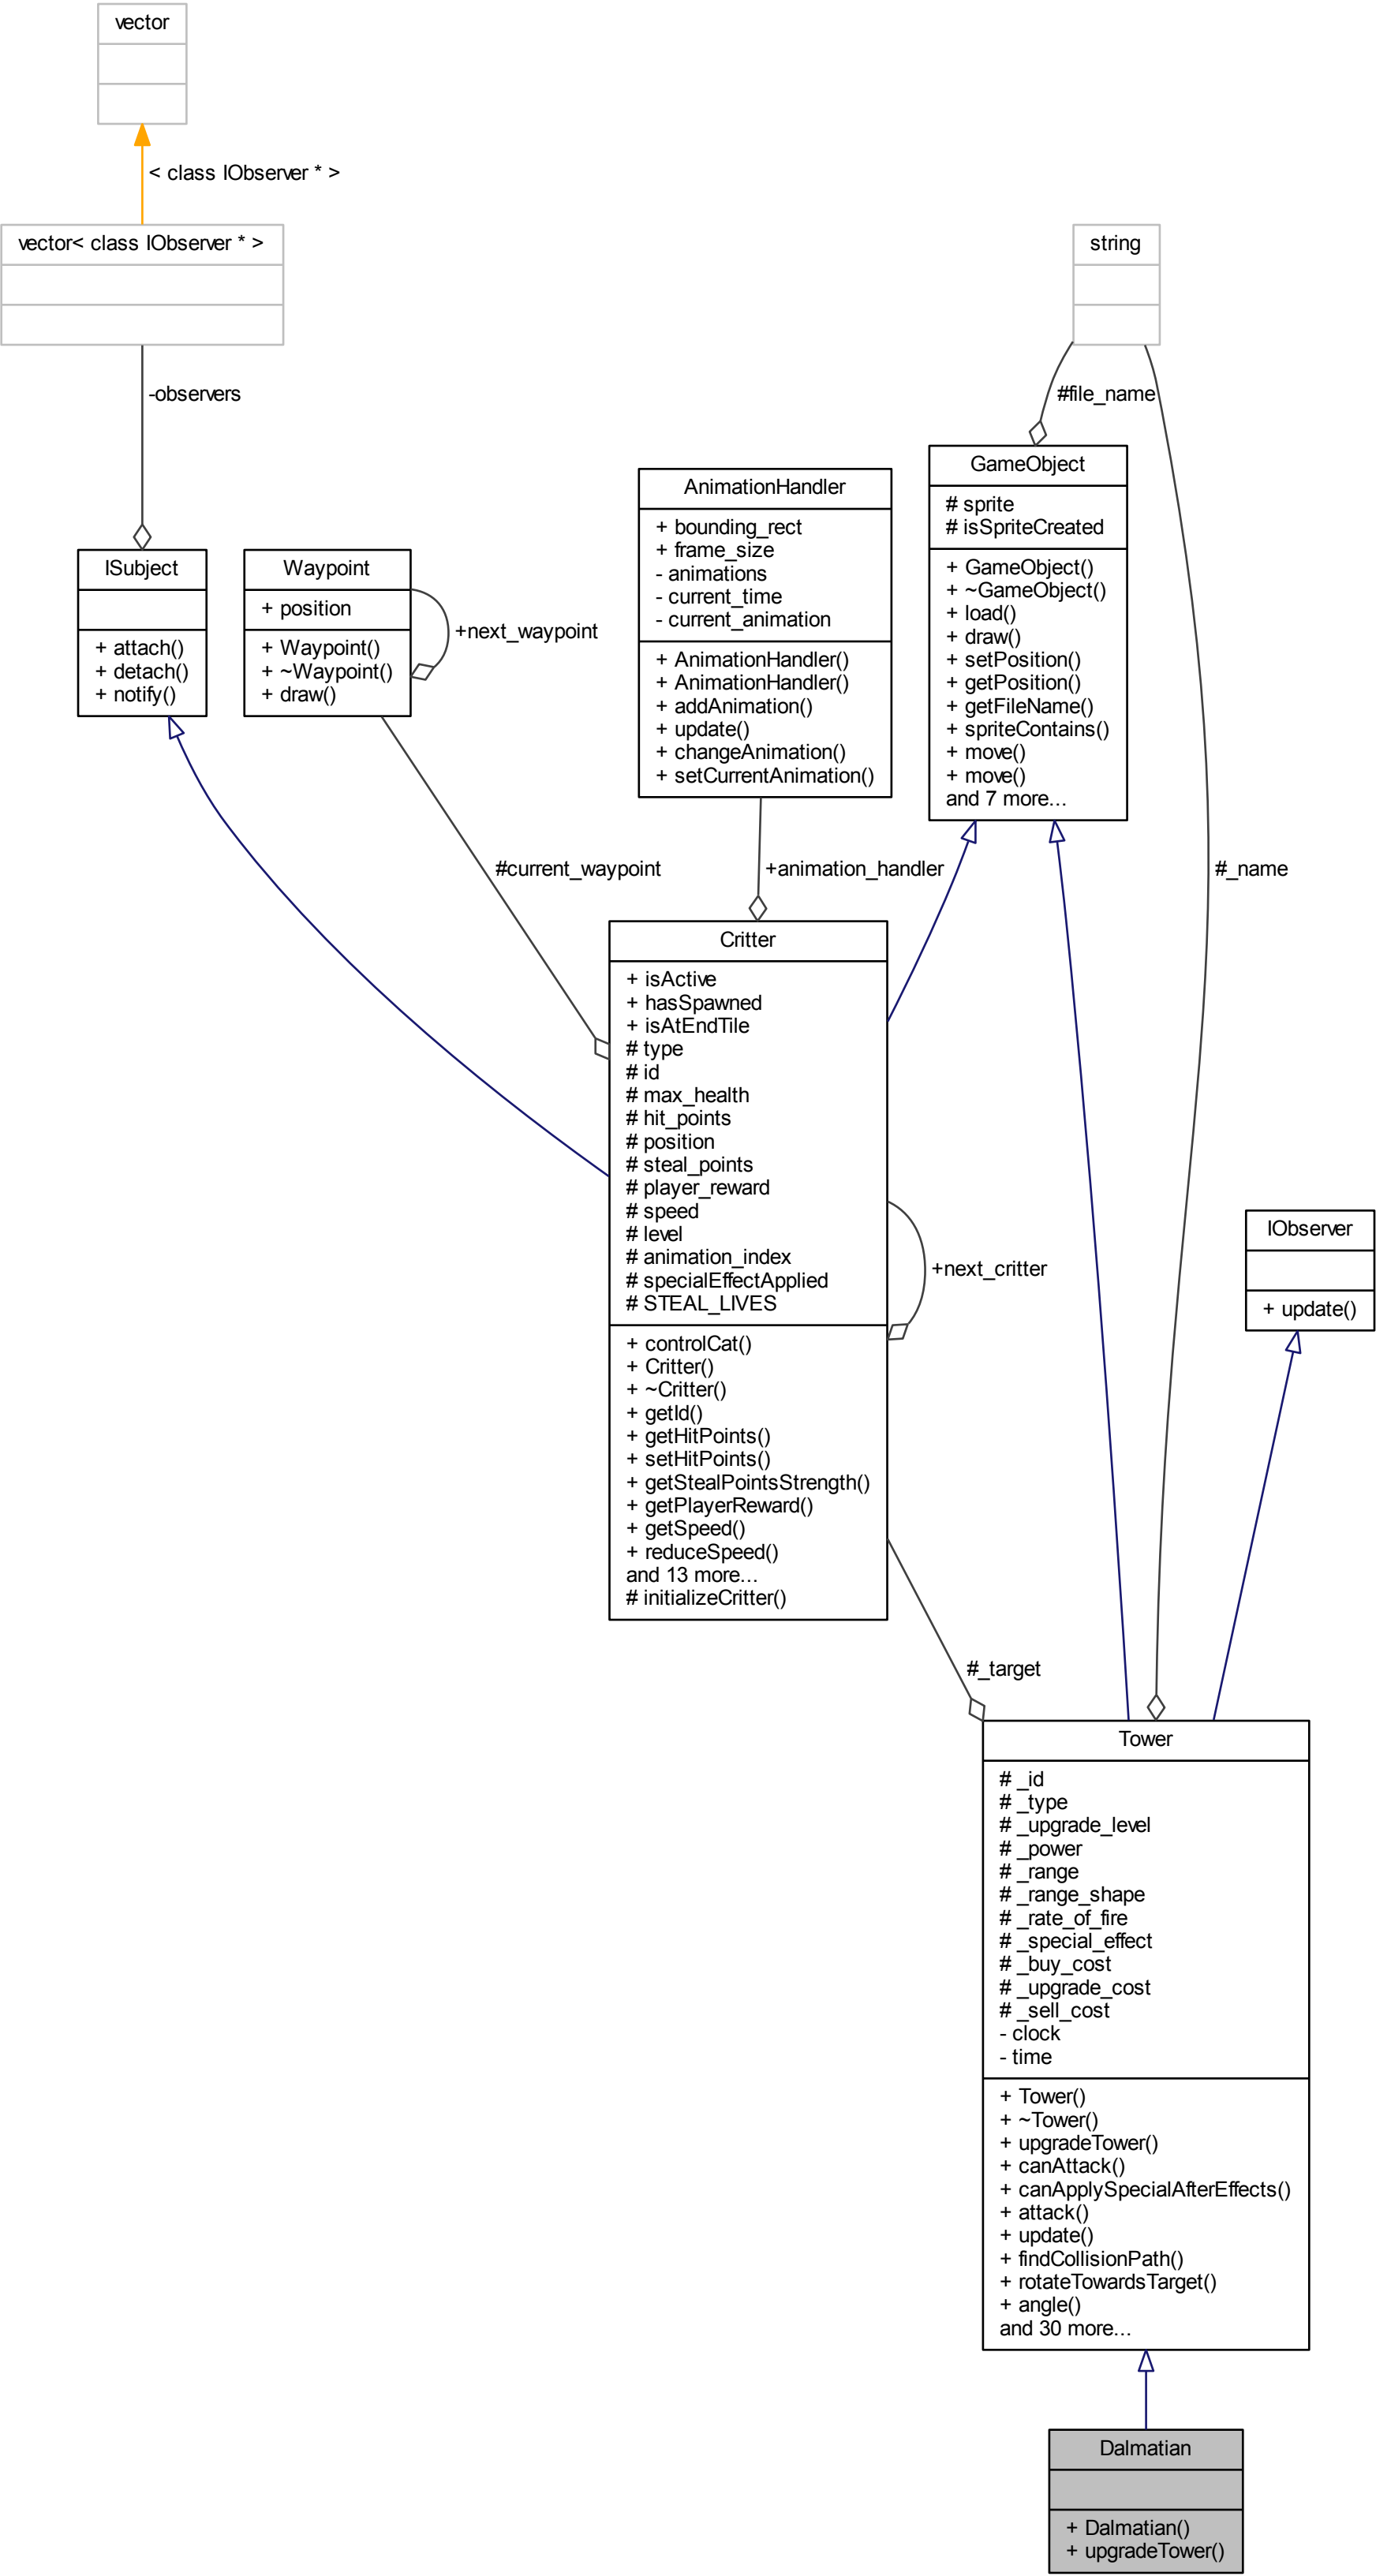 vector
< class IObserver * >
vector< class IObserver * >
string
-observers
#file_name
GameObject
# sprite
# isSpriteCreated
+ GameObject()
+ ~GameObject()
+ load()
+ draw()
+ setPosition()
+ getPosition()
+ getFileName()
+ spriteContains()
+ move()
+ move()
and 7 more...
AnimationHandler
+ bounding_rect
+ frame_size
- animations
- current_time
- current_animation
+ AnimationHandler()
+ AnimationHandler()
+ addAnimation()
+ update()
+ changeAnimation()
+ setCurrentAnimation()
ISubject
+ attach()
+ detach()
+ notify()
Waypoint
+ position
+ Waypoint()
+ ~Waypoint()
+ draw()
+next_waypoint
#current_waypoint
+animation_handler
#_name
Critter
+ isActive
+ hasSpawned
+ isAtEndTile
# type
# id
# max_health
# hit_points
# position
# steal_points
# player_reward
# speed
# level
# animation_index
# specialEffectApplied
# STEAL_LIVES
+ controlCat()
+ Critter()
+ ~Critter()
+ getId()
+ getHitPoints()
+ setHitPoints()
+ getStealPointsStrength()
+ getPlayerReward()
+ getSpeed()
+ reduceSpeed()
and 13 more...
# initializeCritter()
+next_critter
IObserver
+ update()
#_target
Tower
# _id
# _type
# _upgrade_level
# _power
# _range
# _range_shape
# _rate_of_fire
# _special_effect
# _buy_cost
# _upgrade_cost
# _sell_cost
- clock
- time
+ Tower()
+ ~Tower()
+ upgradeTower()
+ canAttack()
+ canApplySpecialAfterEffects()
+ attack()
+ update()
+ findCollisionPath()
+ rotateTowardsTarget()
+ angle()
and 30 more...
Dalmatian
+ Dalmatian()
+ upgradeTower()